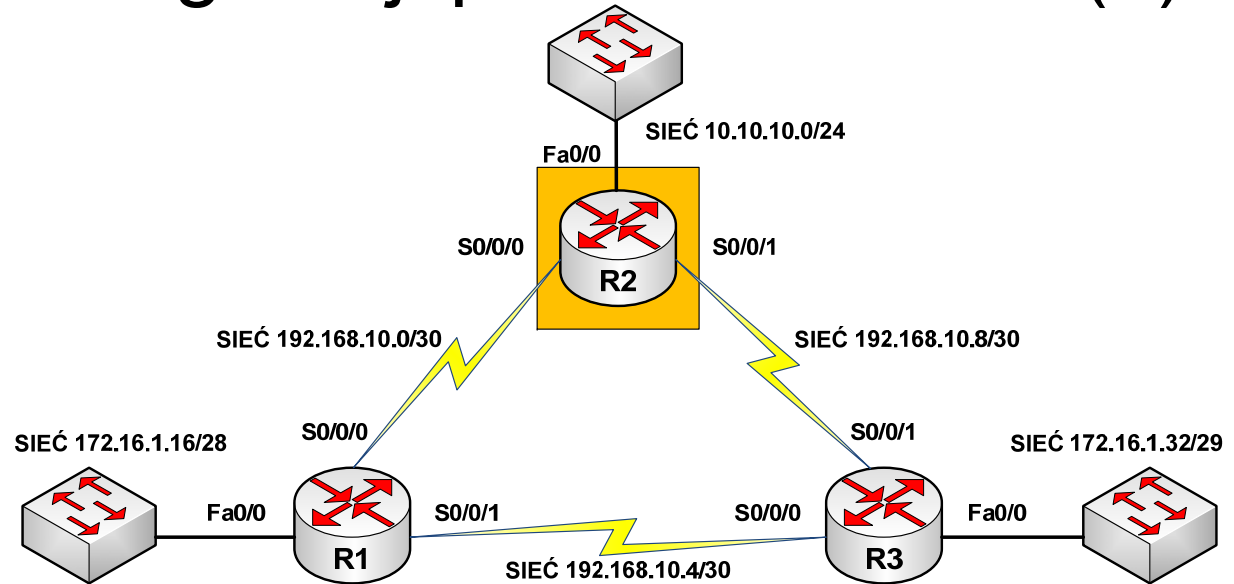 SIEĆ 10.10.10.0/24
Fa0/0
S0/0/0
S0/0/1
R2
SIEĆ 192.168.10.0/30
SIEĆ 192.168.10.8/30
S0/0/0
S0/0/1
SIEĆ 172.16.1.16/28
SIEĆ 172.16.1.32/29
Fa0/0
S0/0/1
S0/0/0
Fa0/0
R1
R3
SIEĆ 192.168.10.4/30